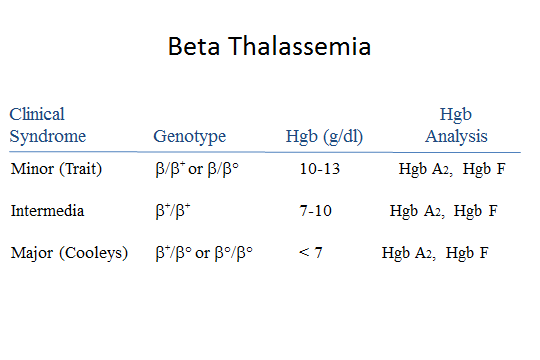 Beta Thalassemia
Clinical Syndrome Genotype Hgb (g/dl) Hgb Analysis
Minor (Trait) β/β⁺ or β/β° 10-13 Hgb A2, Hgb F
Intermedia β⁺/β⁺ 7-10 Hgb A2, Hgb F
Major (Cooleys) β⁺/β° or β°/β° < 7 Hgb A2, Hgb F